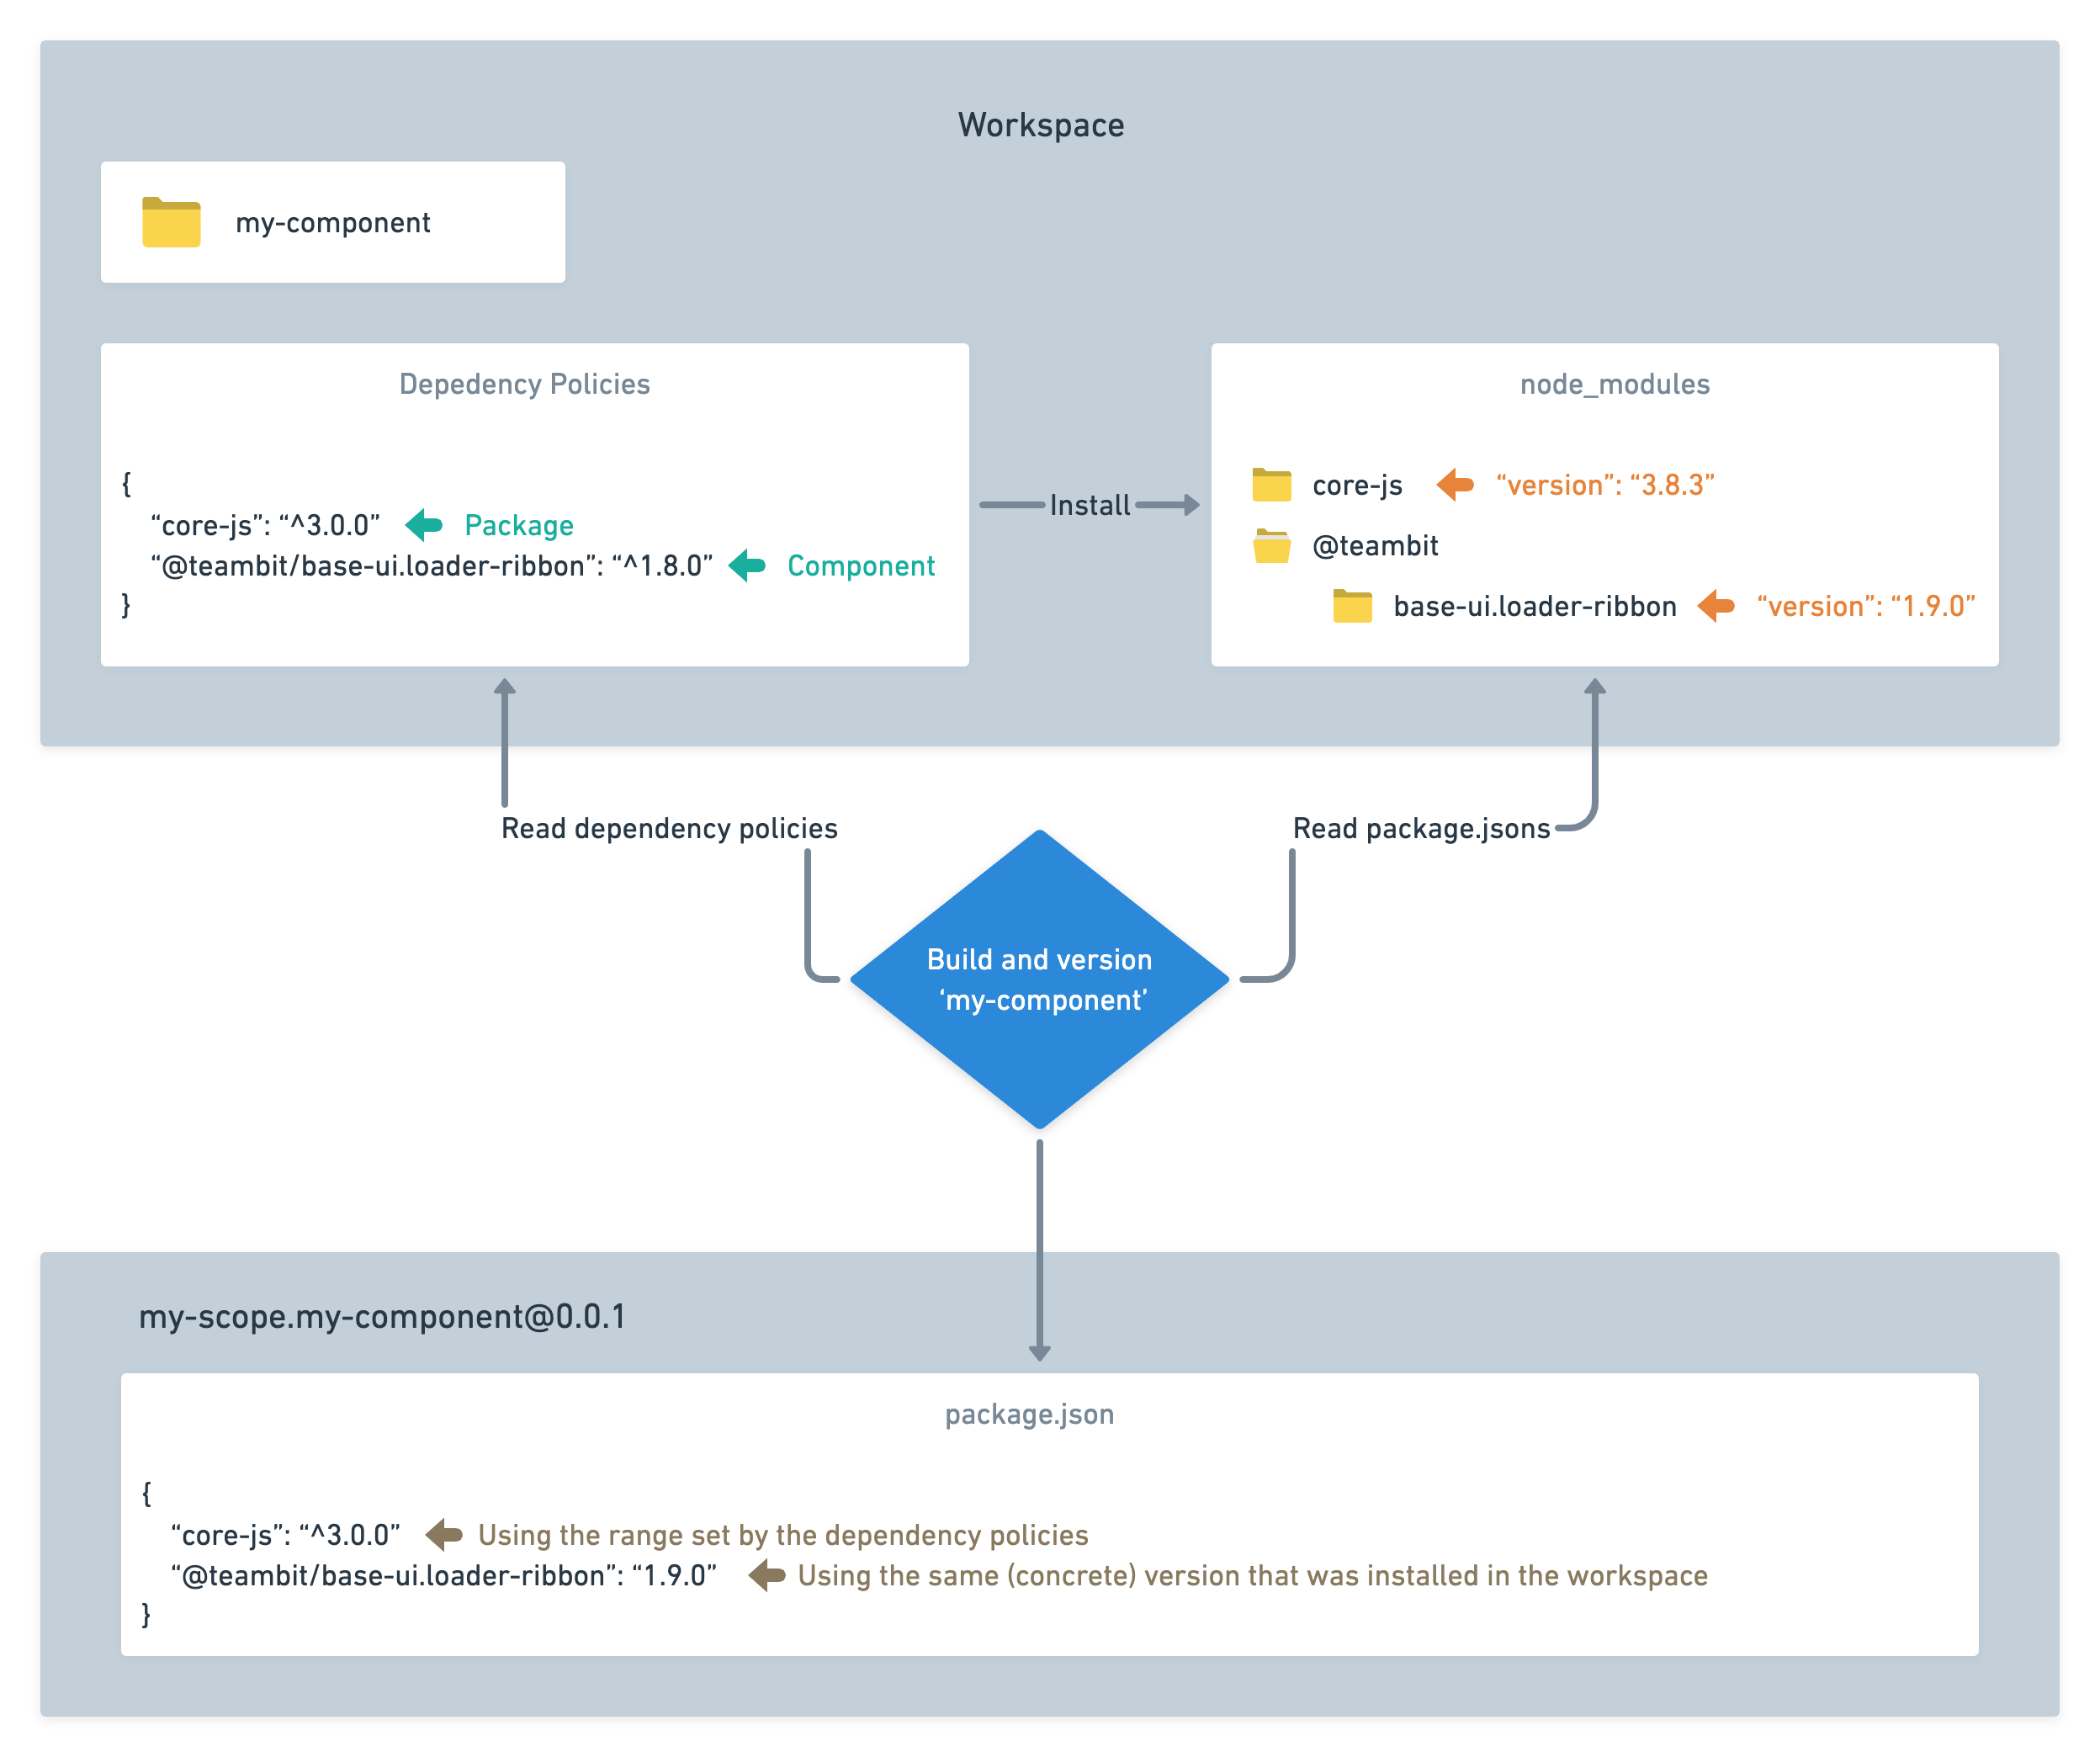 Workspace
my-component
Depedency Policies
{
“core-js”: “^3.0.0” Package
“@teambit/base-ui.loader-ribbon”: “^1.8.0” Component
}
Install
node_modules
core-js “version”: “3.8.3”
@teambit
base-ui.loader-ribbon “version”: “1.9.0”
Read dependency policies
Read package.jsons
Build and version
‘my-component’
my-scope.my-component@0.0.1
package.json
{
“core-js”: “^3.0.0” Using the range set by the dependency policies
“@teambit/base-ui.loader-ribbon”: “1.9.0” Using the same (concrete) version that was installed in the workspace
}